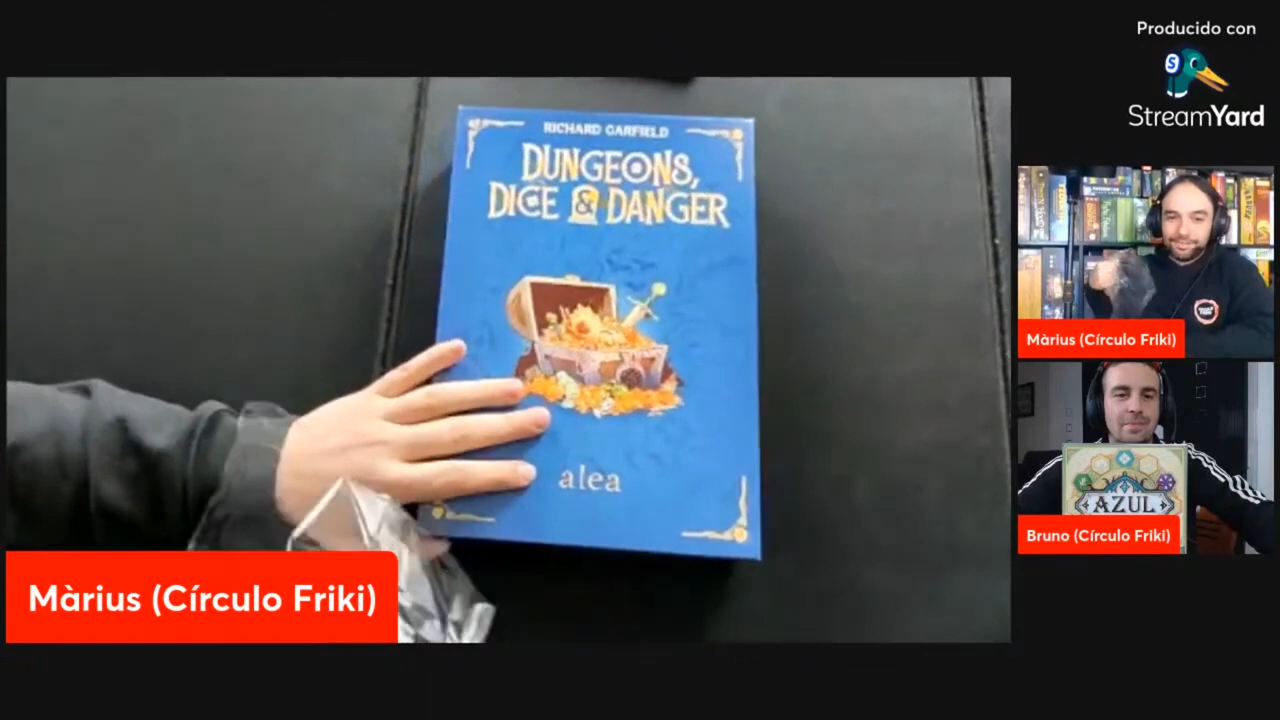 Producido con
StreamYard
RICHARD GARFIELD
DUNGEONS,
DICE & DANGER
alea
Màrius (Círculo Friki)
Màrius (Círculo Friki)
AZUL
Bruno (Círculo Friki)